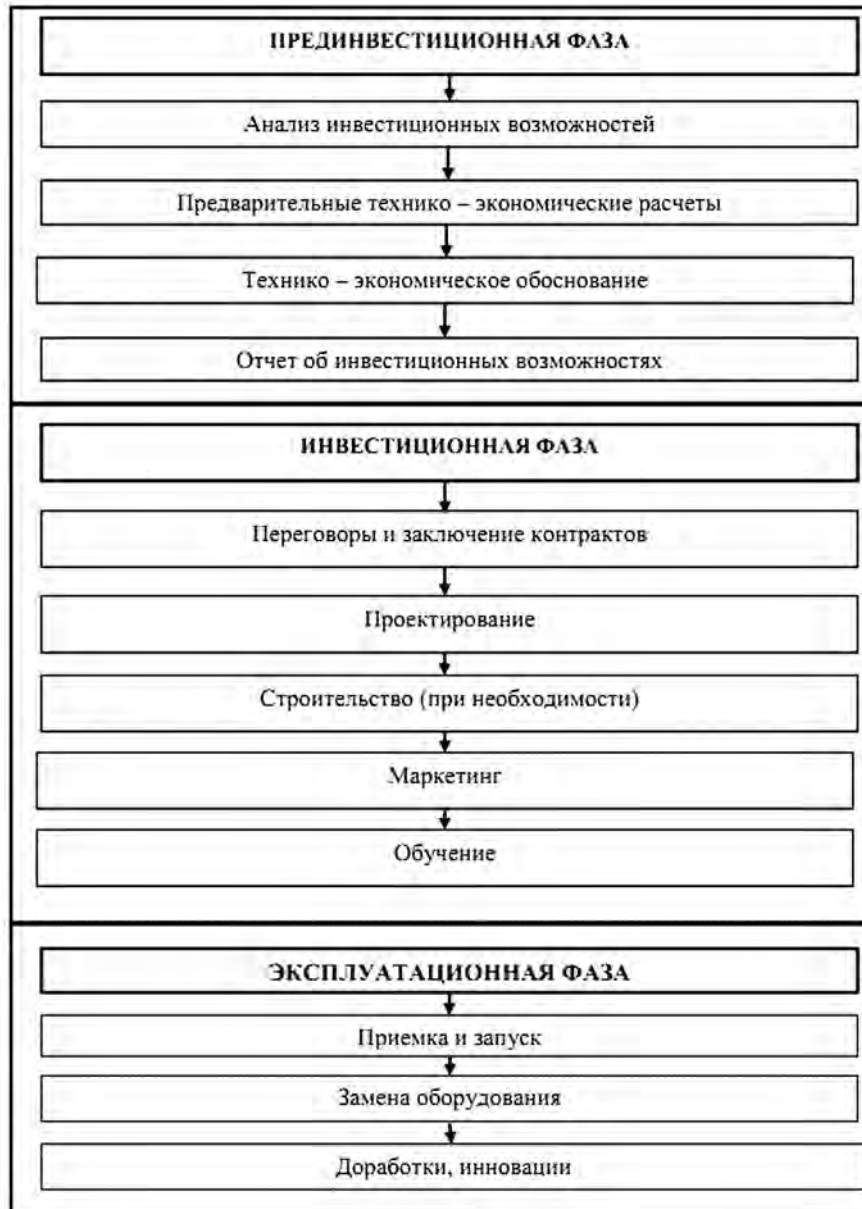 ПРЕДИНВЕСТИЦИОННАЯ ФАЗА
Анализ инвестиционных возможностей
Предварительные технико – экономические расчеты
Технико – экономическое обоснование
Отчет об инвестиционных возможностях
ИНВЕСТИЦИОННАЯ ФАЗА
Переговоры и заключение контрактов
Проектирование
Строительство (при необходимости)
Маркетинг
Обучение
ЭКСПЛУАТАЦИОННАЯ ФАЗА
Приемка и запуск
Замена оборудования
Доработки, инновации